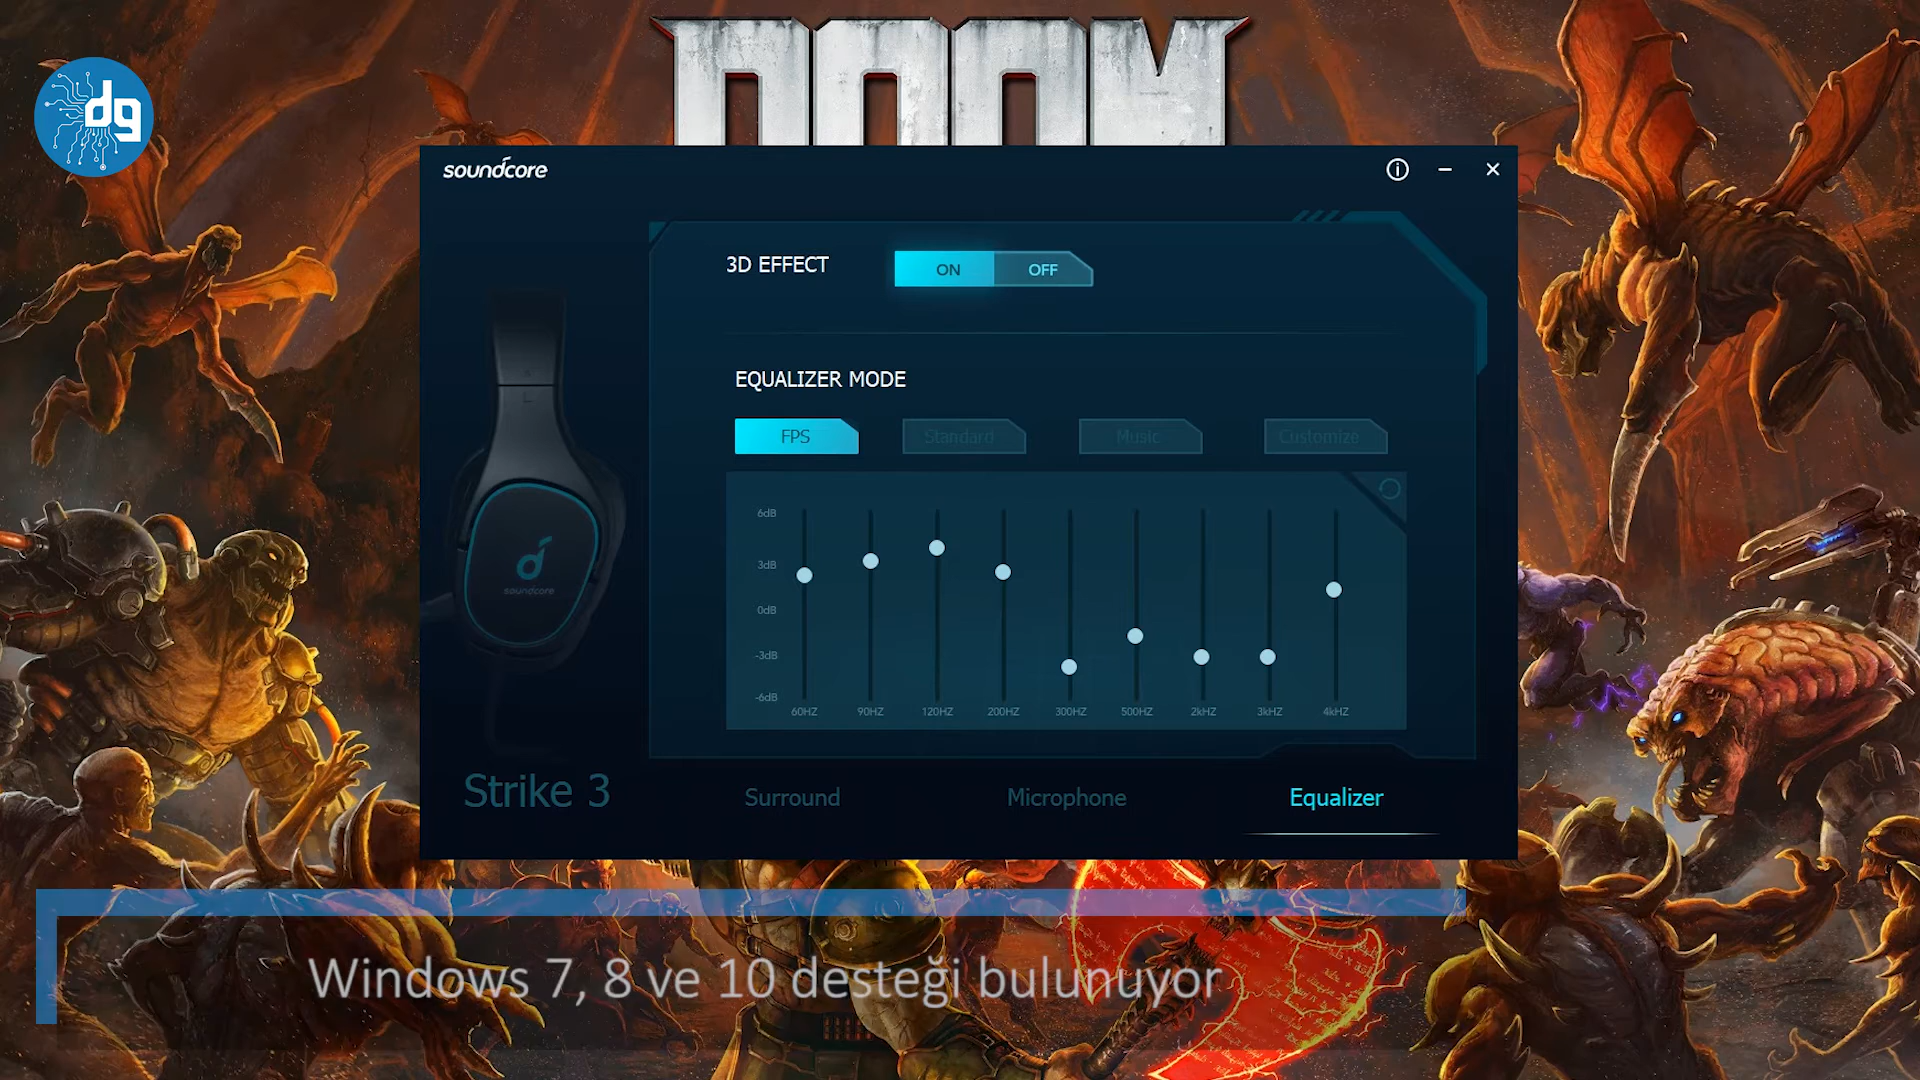 DOOM
dg
soundcore
3D EFFECT
ON
OFF
EQUALIZER MODE
FPS
Standard
Music
Customize
6dB
3dB
0dB
-3dB
-6dB
60HZ
90HZ
120HZ
200HZ
300HZ
500HZ
2kHZ
3kHZ
4kHZ
L
soundcore
Strike 3
Surround
Microphone
Equalizer
Windows 7, 8 ve 10 desteği bulunuyor